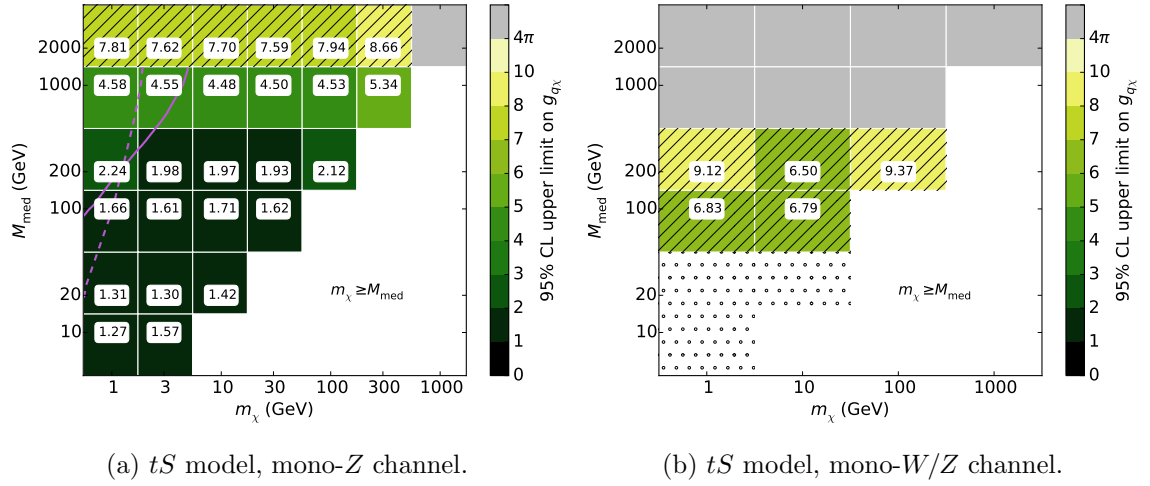 2000
1000
200
100
20
10
M_med (GeV)
7.81 7.62 7.70 7.59 7.94 8.66
4.58 4.55 4.48 4.50 4.53 5.34
2.24 1.98 1.97 1.93 2.12
1.66 1.61 1.71 1.62
1.31 1.30 1.42
1.27 1.57
m_χ ≥ M_med
1 3 10 30 100 300 1000
m_χ (GeV)
4π
10
8
7
6
5
4
3
2
1
0
95% CL upper limit on g_qχ
(a) tS model, mono-Z channel.
2000
1000
200
100
20
10
M_med (GeV)
9.12 6.50 9.37
6.83 6.79
m_χ ≥ M_med
1 10 100 1000
m_χ (GeV)
4π
10
8
7
6
5
4
3
2
1
0
95% CL upper limit on g_qχ
(b) tS model, mono-W/Z channel.